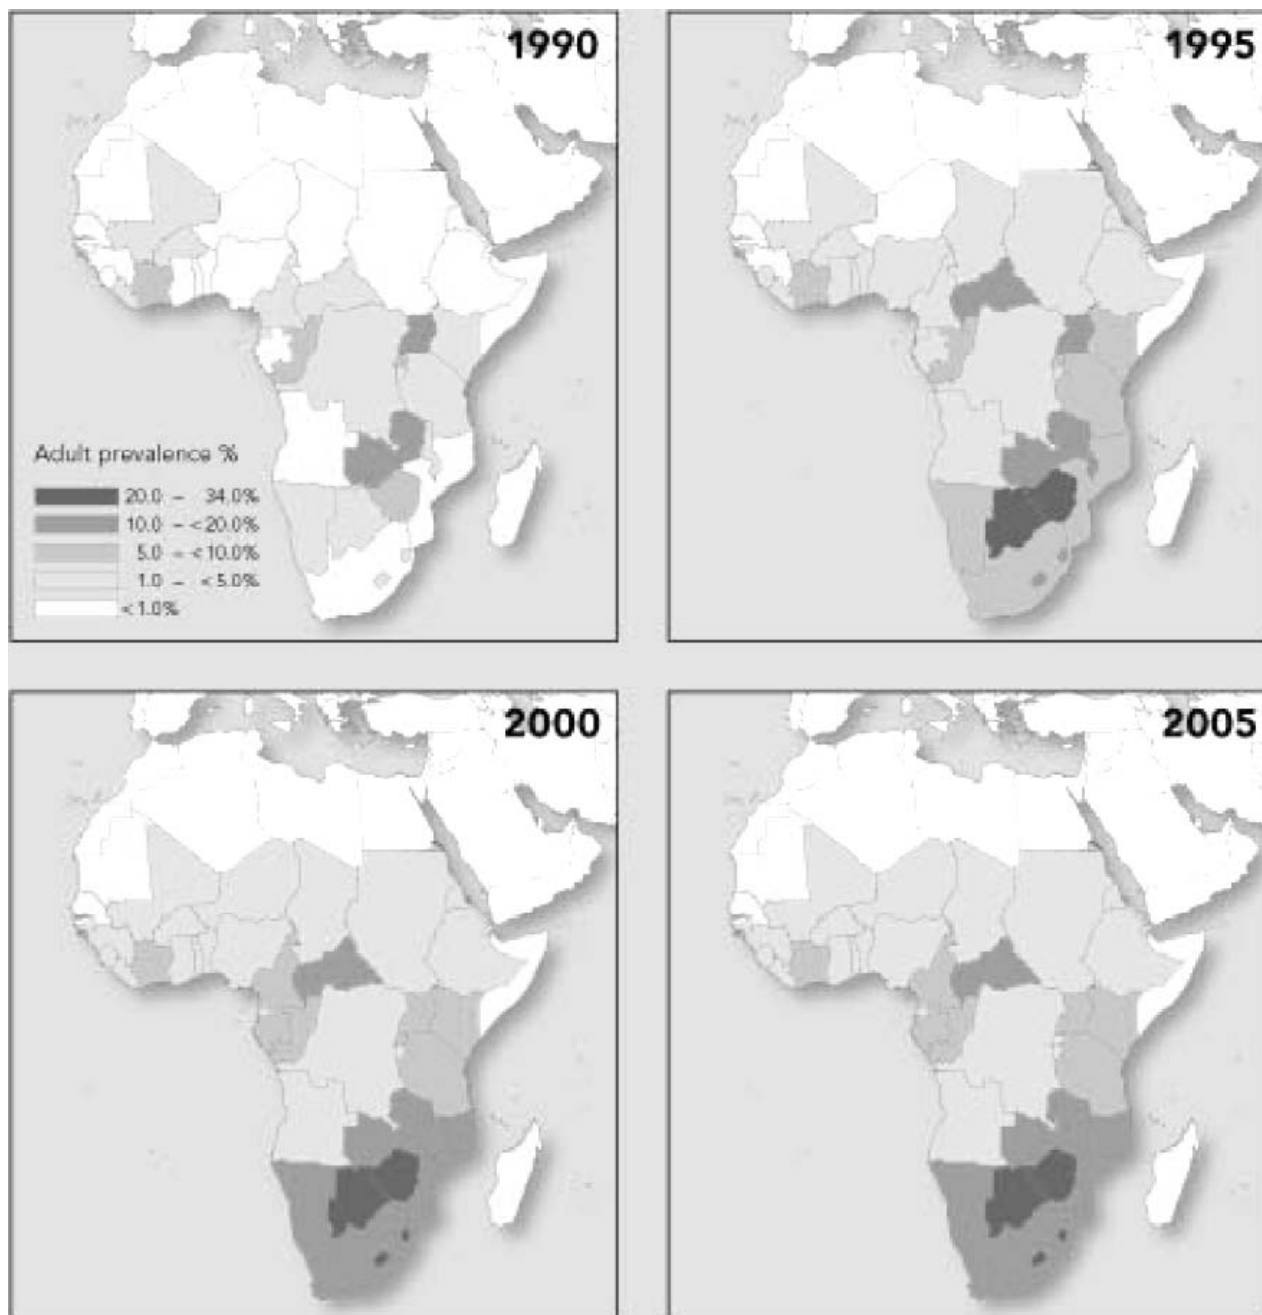 1990
1995
Adult prevalence %
20.0 – 34.0%
10.0 – <20.0%
5.0 – <10.0%
1.0 – <5.0%
<1.0%
2000
2005